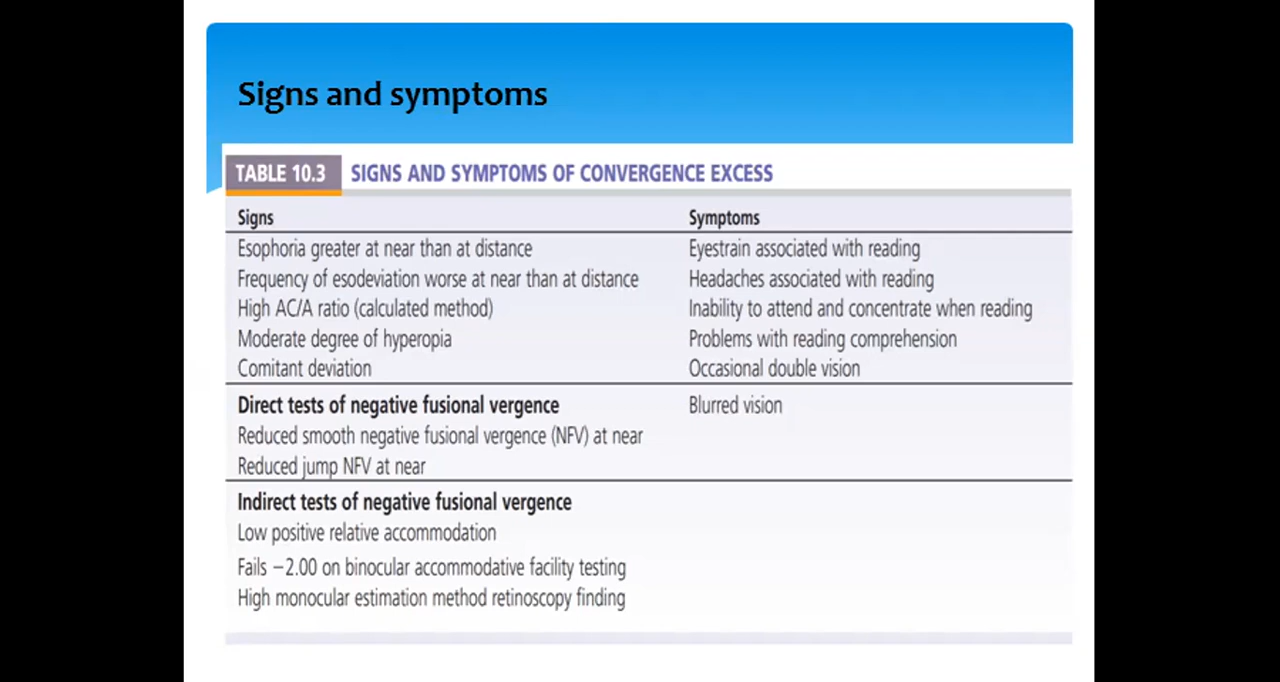 Signs and symptoms
TABLE 10.3 SIGNS AND SYMPTOMS OF CONVERGENCE EXCESS
Signs Symptoms
Esophoria greater at near than at distance Eyestrain associated with reading
Frequency of esodeviation worse at near than at distance Headaches associated with reading
High AC/A ratio (calculated method) Inability to attend and concentrate when reading
Moderate degree of hyperopia Problems with reading comprehension
Comitant deviation Occasional double vision
Direct tests of negative fusional vergence Blurred vision
Reduced smooth negative fusional vergence (NFV) at near
Reduced jump NFV at near
Indirect tests of negative fusional vergence
Low positive relative accommodation
Fails −2.00 on binocular accommodative facility testing
High monocular estimation method retinoscopy finding